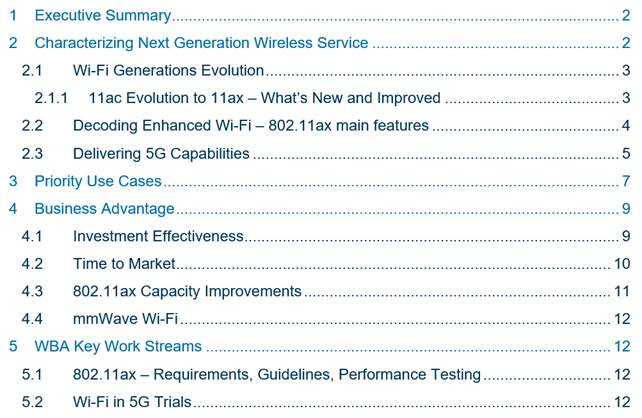 1 Executive Summary 2
2 Characterizing Next Generation Wireless Service 2
2.1 Wi-Fi Generations Evolution 3
2.1.1 11ac Evolution to 11ax – What's New and Improved 3
2.2 Decoding Enhanced Wi-Fi – 802.11ax main features 4
2.3 Delivering 5G Capabilities 5
3 Priority Use Cases 7
4 Business Advantage 9
4.1 Investment Effectiveness 9
4.2 Time to Market 10
4.3 802.11ax Capacity Improvements 11
4.4 mmWave Wi-Fi 12
5 WBA Key Work Streams 12
5.1 802.11ax – Requirements, Guidelines, Performance Testing 12
5.2 Wi-Fi in 5G Trials 12